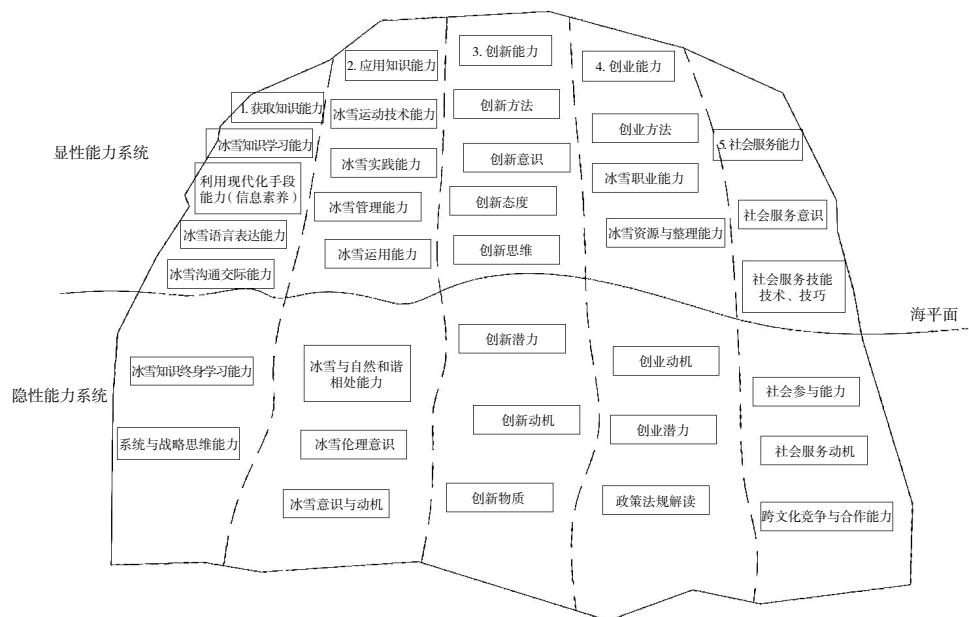 显性能力系统
1. 获取知识能力
冰雪知识学习能力
利用现代化手段
能力（信息素养）
冰雪语言表达能力
冰雪沟通交际能力
2. 应用知识能力
冰雪运动技术能力
冰雪实践能力
冰雪管理能力
冰雪运用能力
3. 创新能力
创新方法
创新意识
创新态度
创新思维
4. 创业能力
创业方法
冰雪职业能力
冰雪资源与整理能力
5. 社会服务能力
社会服务意识
社会服务技能
技术、技巧
海平面
隐性能力系统
冰雪知识终身学习能力
系统与战略思维能力
冰雪与自然和谐
相处能力
冰雪伦理意识
冰雪意识与动机
创新潜力
创新动机
创新物质
创业动机
创业潜力
政策法规解读
社会参与能力
社会服务动机
跨文化竞争与合作能力